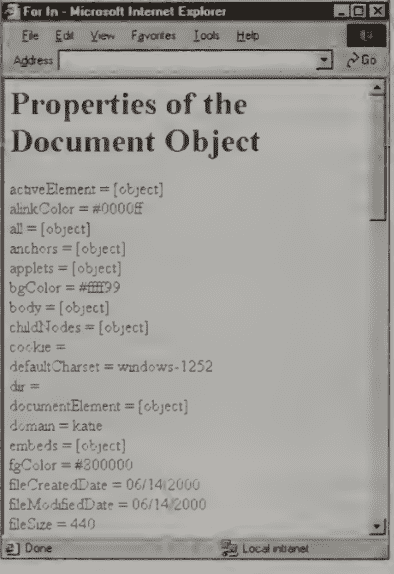 For In - Microsoft Internet Explorer
File Edit View Favorites Tools Help
Address Go
Properties of the
Document Object
activeElement = [object]
alinkColor = #0000ff
all = [object]
anchors = [object]
applets = [object]
bgColor = #ffff99
body = [object]
childNodes = [object]
cookie =
defaultCharset = windows-1252
dir =
documentElement = [object]
domain = katie
embeds = [object]
fgColor = #800000
fileCreatedDate = 06/14/2000
fileModifiedDate = 06/14/2000
fileSize = 440
Done Local intranet